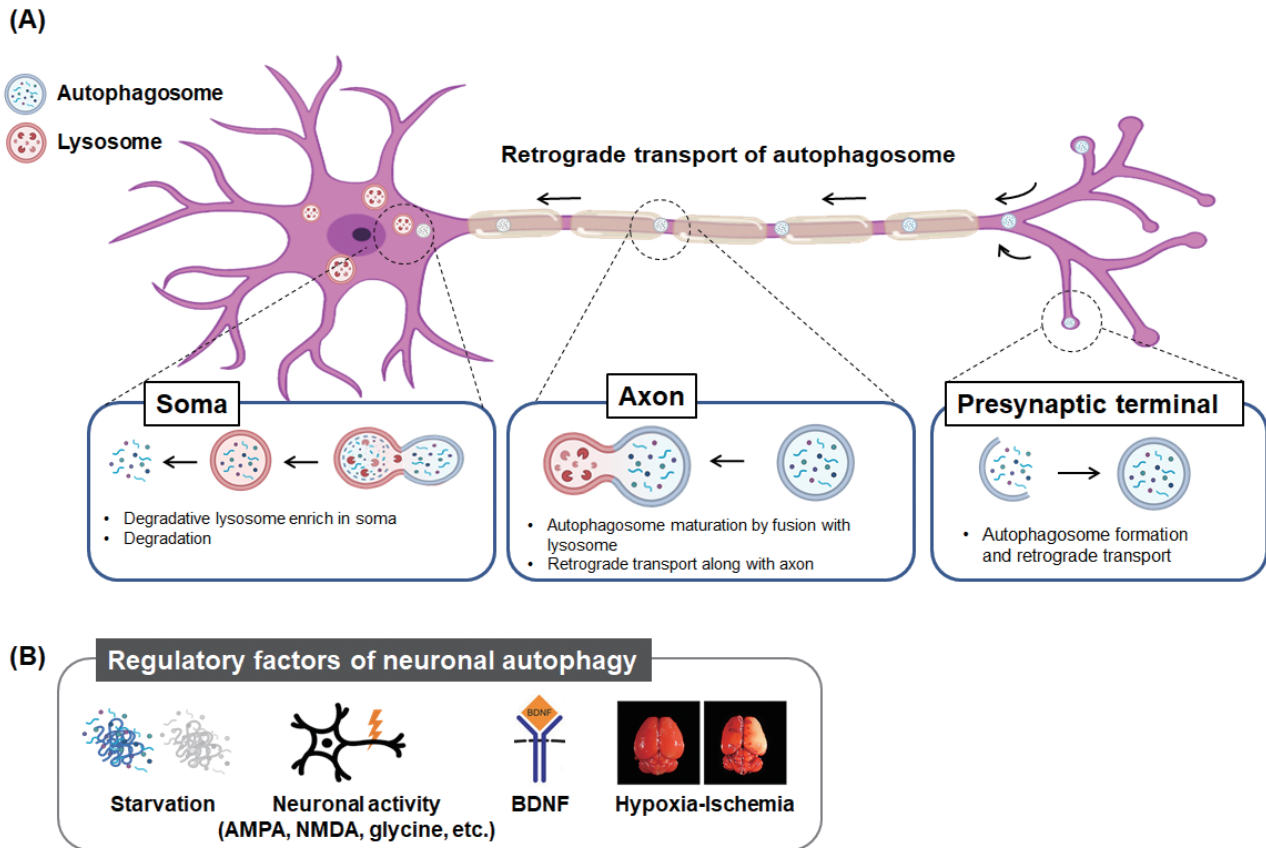 (A)
Autophagosome
Lysosome
Retrograde transport of autophagosome
Soma
• Degradative lysosome enrich in soma
• Degradation
Axon
• Autophagosome maturation by fusion with
lysosome
• Retrograde transport along with axon
Presynaptic terminal
• Autophagosome formation
and retrograde transport
(B)
Regulatory factors of neuronal autophagy
Starvation
Neuronal activity
(AMPA, NMDA, glycine, etc.)
BDNF
BDNF
Hypoxia-Ischemia